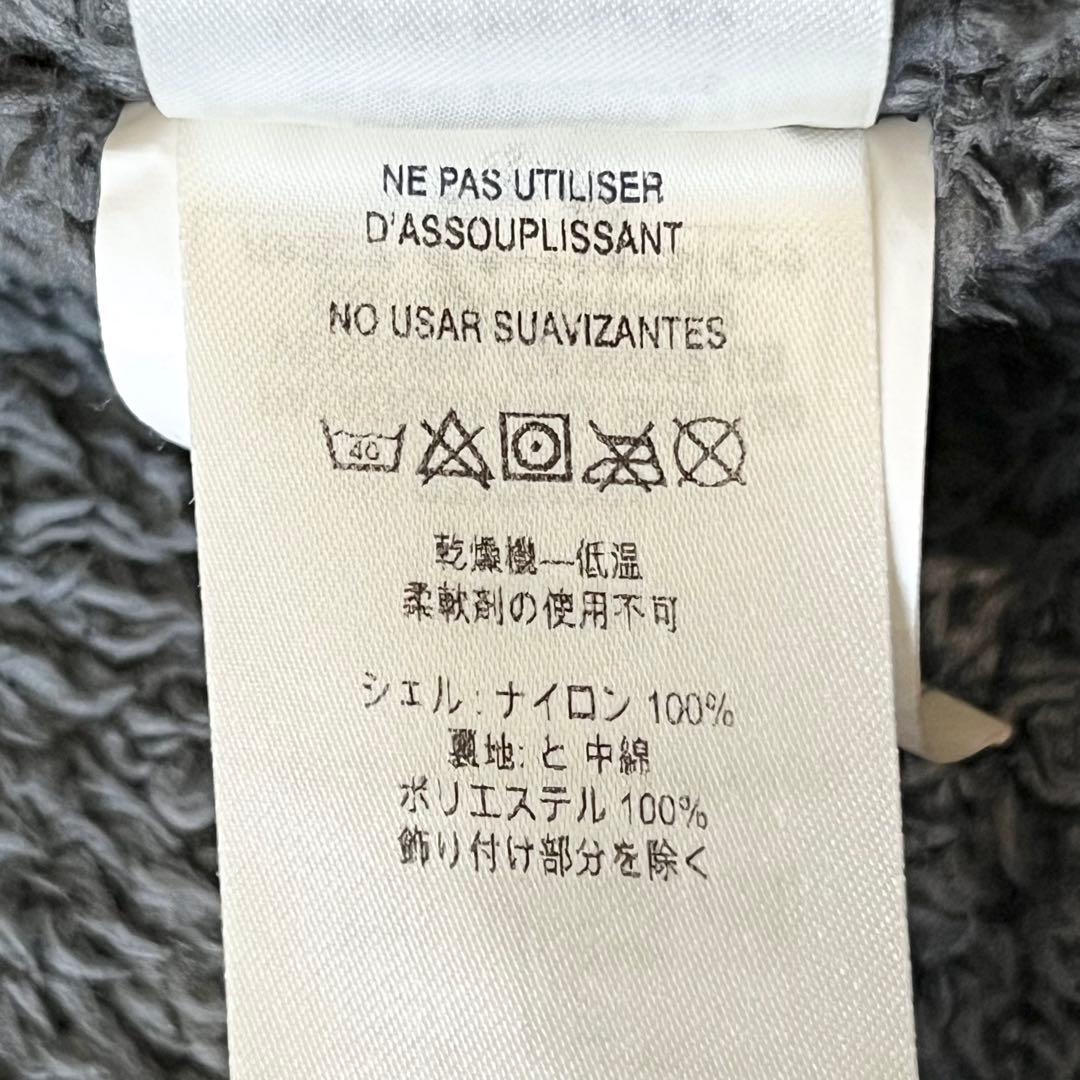 NE PAS UTILISER
D'ASSOUPLISSANT
NO USAR SUAVIZANTES
40
乾燥機—低温
柔軟剤の使用不可
シェル : ナイロン 100%
裏地: と 中綿
ポリエステル 100%
飾り付け部分を除く